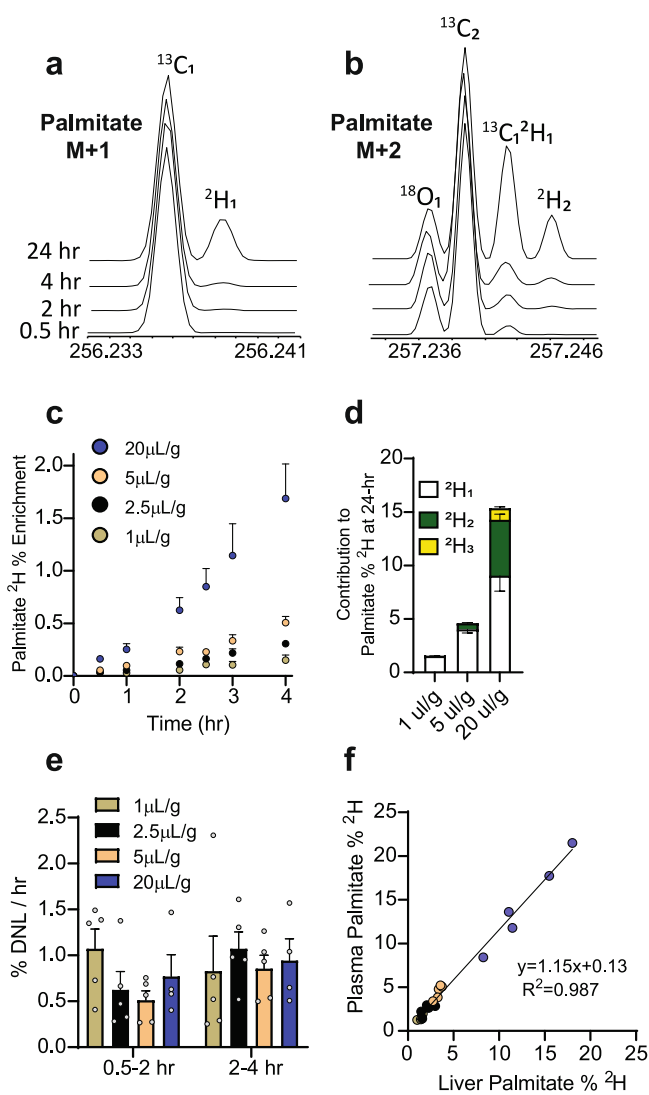 a
Palmitate
M+1
¹³C₁
²H₁
24 hr
4 hr
2 hr
0.5 hr
256.233
256.241
b
Palmitate
M+2
¹³C₂
¹³C₁²H₁
¹⁸O₁
²H₂
257.236
257.246
c
Palmitate ²H % Enrichment
2.0
1.5
1.0
0.5
0.0
20μL/g
5μL/g
2.5μL/g
1μL/g
0 1 2 3 4
Time (hr)
d
Contribution to
Palmitate % ²H at 24-hr
20
15
10
5
0
²H₁
²H₂
²H₃
1 ul/g
5 ul/g
20 ul/g
e
% DNL / hr
2.5
2.0
1.5
1.0
0.5
0.0
1μL/g
2.5μL/g
5μL/g
20μL/g
0.5-2 hr
2-4 hr
f
Plasma Palmitate % ²H
25
20
15
10
5
0
y=1.15x+0.13
R²=0.987
0 5 10 15 20 25
Liver Palmitate % ²H